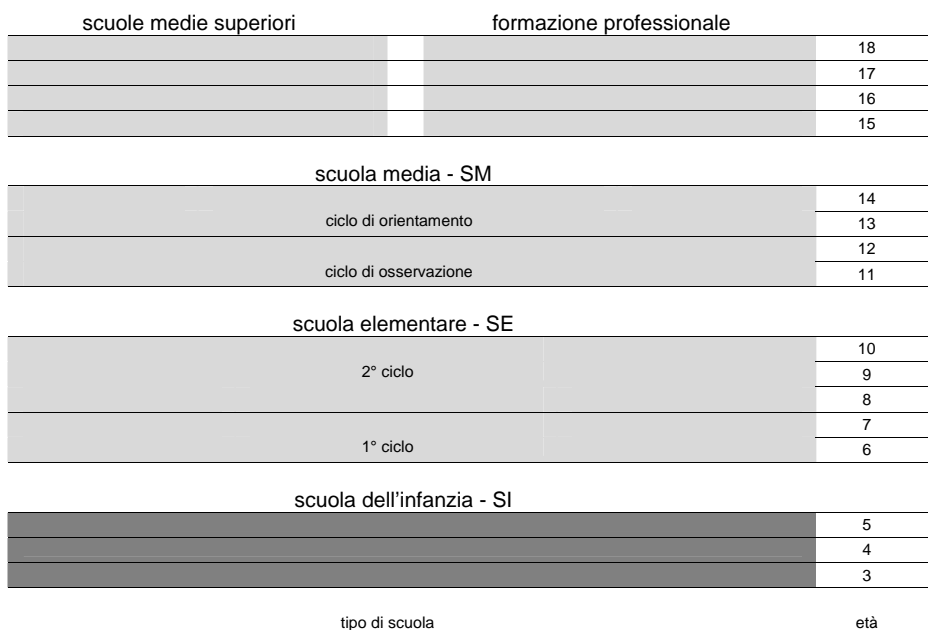 scuole medie superiori formazione professionale
18
17
16
15
scuola media - SM
14
ciclo di orientamento 13
12
ciclo di osservazione 11
scuola elementare - SE
10
2° ciclo 9
8
7
1° ciclo 6
scuola dell'infanzia - SI
5
4
3
tipo di scuola età